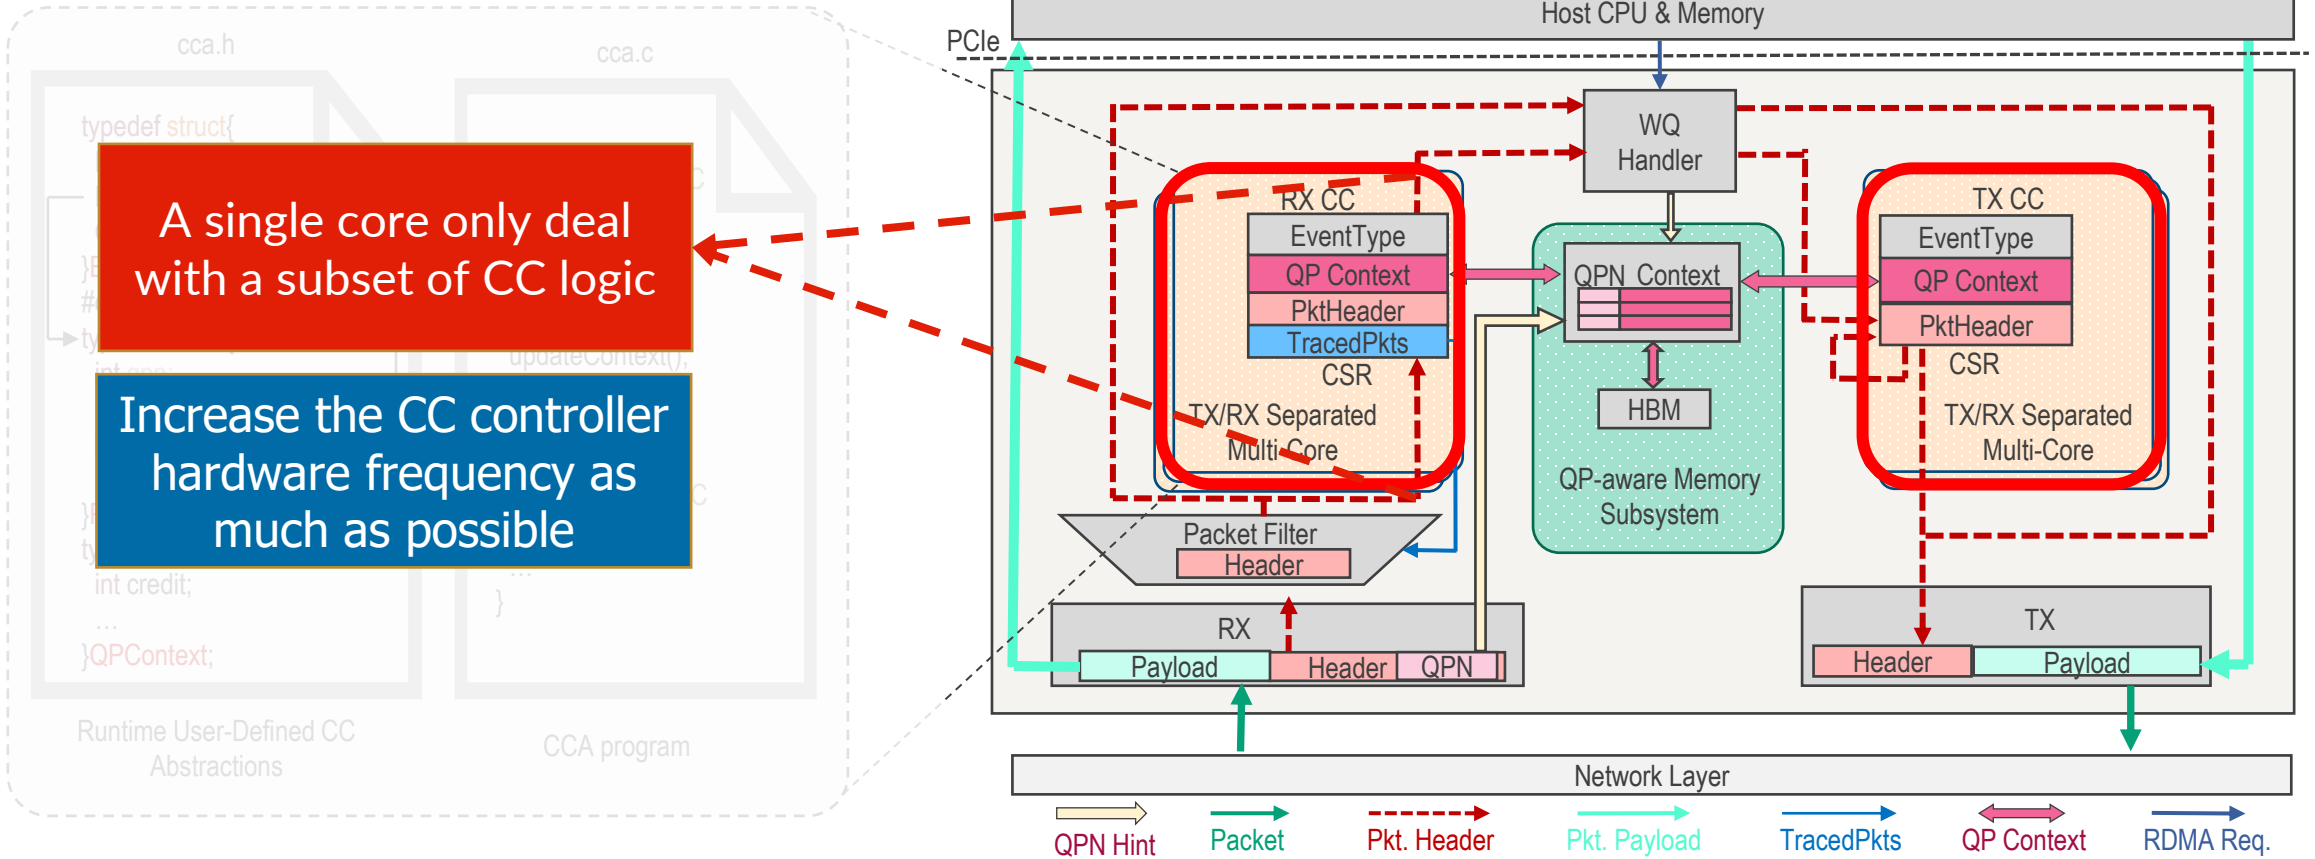 cca.h
cca.c
typedef struct{
A single core only deal
with a subset of CC logic
updateContext();
Increase the CC controller
hardware frequency as
much as possible
int credit;
...
}QPContext;
...
}
Runtime User-Defined CC
Abstractions
CCA program
Host CPU & Memory
PCIe
WQ
Handler
RX CC
EventType
QP Context
PktHeader
TracedPkts
CSR
TX/RX Separated
Multi-Core
QPN Context
HBM
QP-aware Memory
Subsystem
TX CC
EventType
QP Context
PktHeader
CSR
TX/RX Separated
Multi-Core
Packet Filter
Header
RX
Payload
Header
QPN
TX
Header
Payload
Network Layer
QPN Hint
Packet
Pkt. Header
Pkt. Payload
TracedPkts
QP Context
RDMA Req.